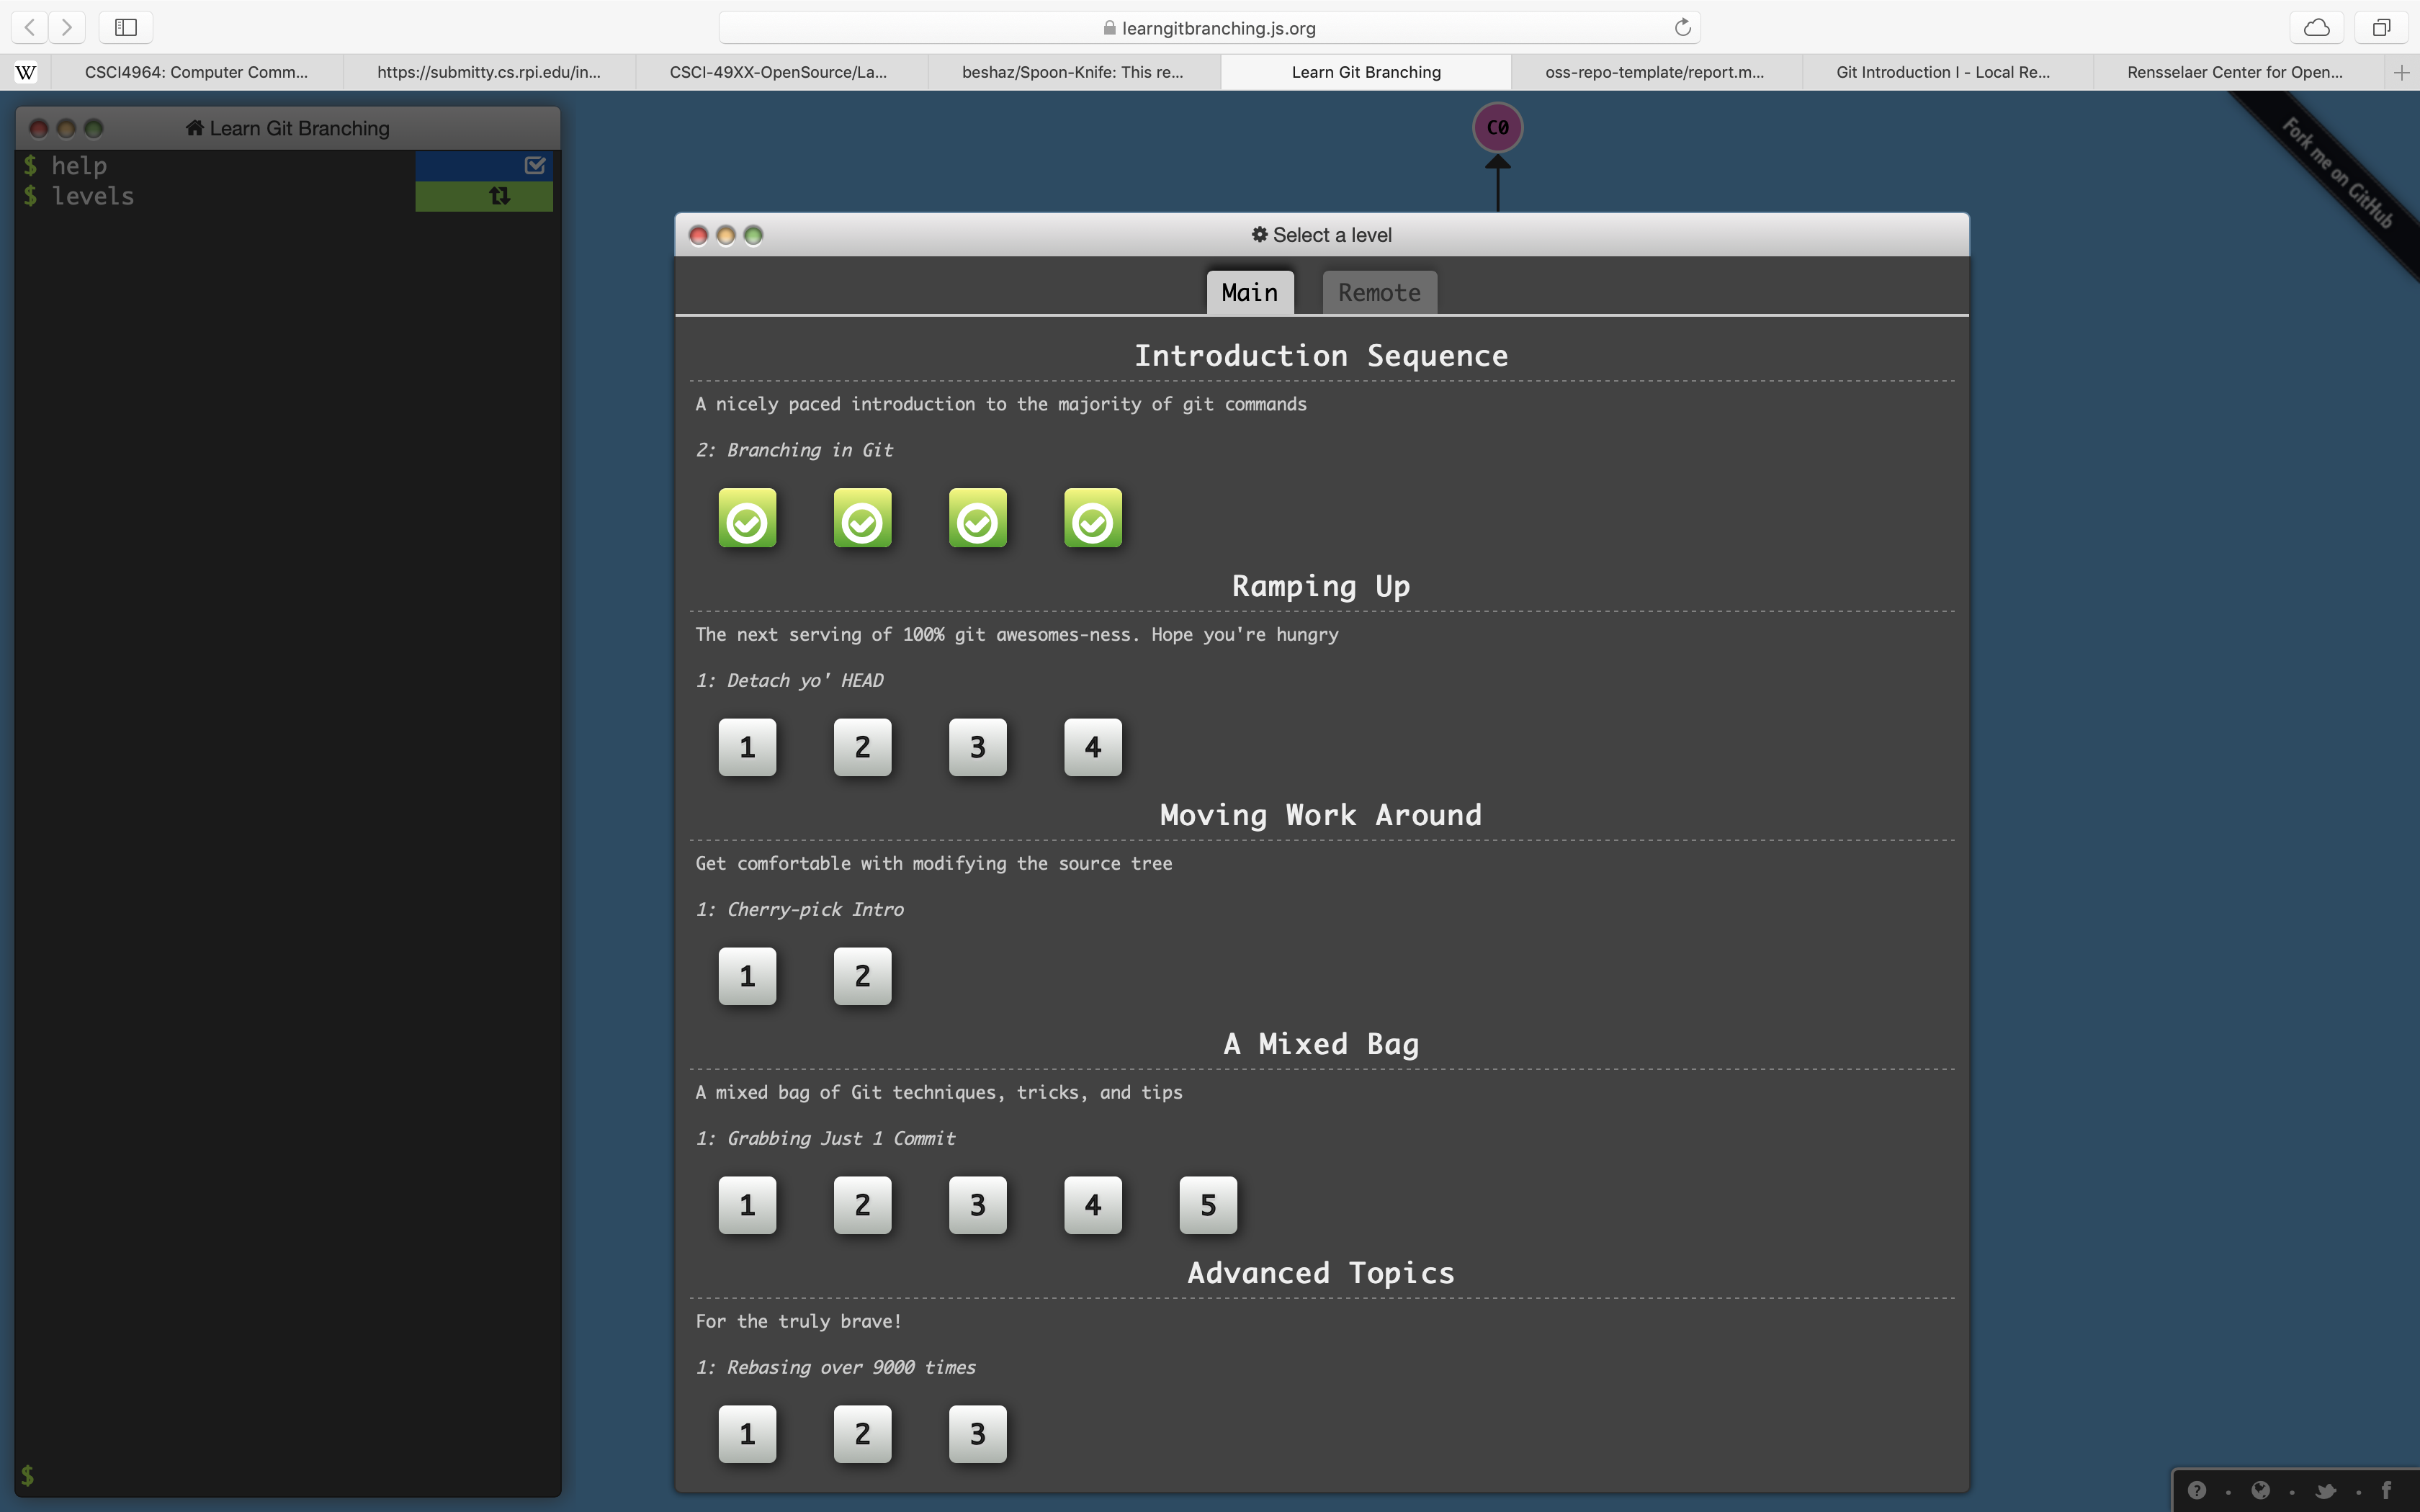 learngitbranching.js.org
W
CSCI4964: Computer Comm...
https://submitty.cs.rpi.edu/in...
CSCI-49XX-OpenSource/La...
beshaz/Spoon-Knife: This re...
Learn Git Branching
oss-repo-template/report.m...
Git Introduction I - Local Re...
Rensselaer Center for Open...
Learn Git Branching
$ help
$ levels
$
C0
Fork me on GitHub
Select a level
Main
Remote
Introduction Sequence
A nicely paced introduction to the majority of git commands
2: Branching in Git
Ramping Up
The next serving of 100% git awesomes-ness. Hope you're hungry
1: Detach yo' HEAD
1 2 3 4
Moving Work Around
Get comfortable with modifying the source tree
1: Cherry-pick Intro
1 2
A Mixed Bag
A mixed bag of Git techniques, tricks, and tips
1: Grabbing Just 1 Commit
1 2 3 4 5
Advanced Topics
For the truly brave!
1: Rebasing over 9000 times
1 2 3